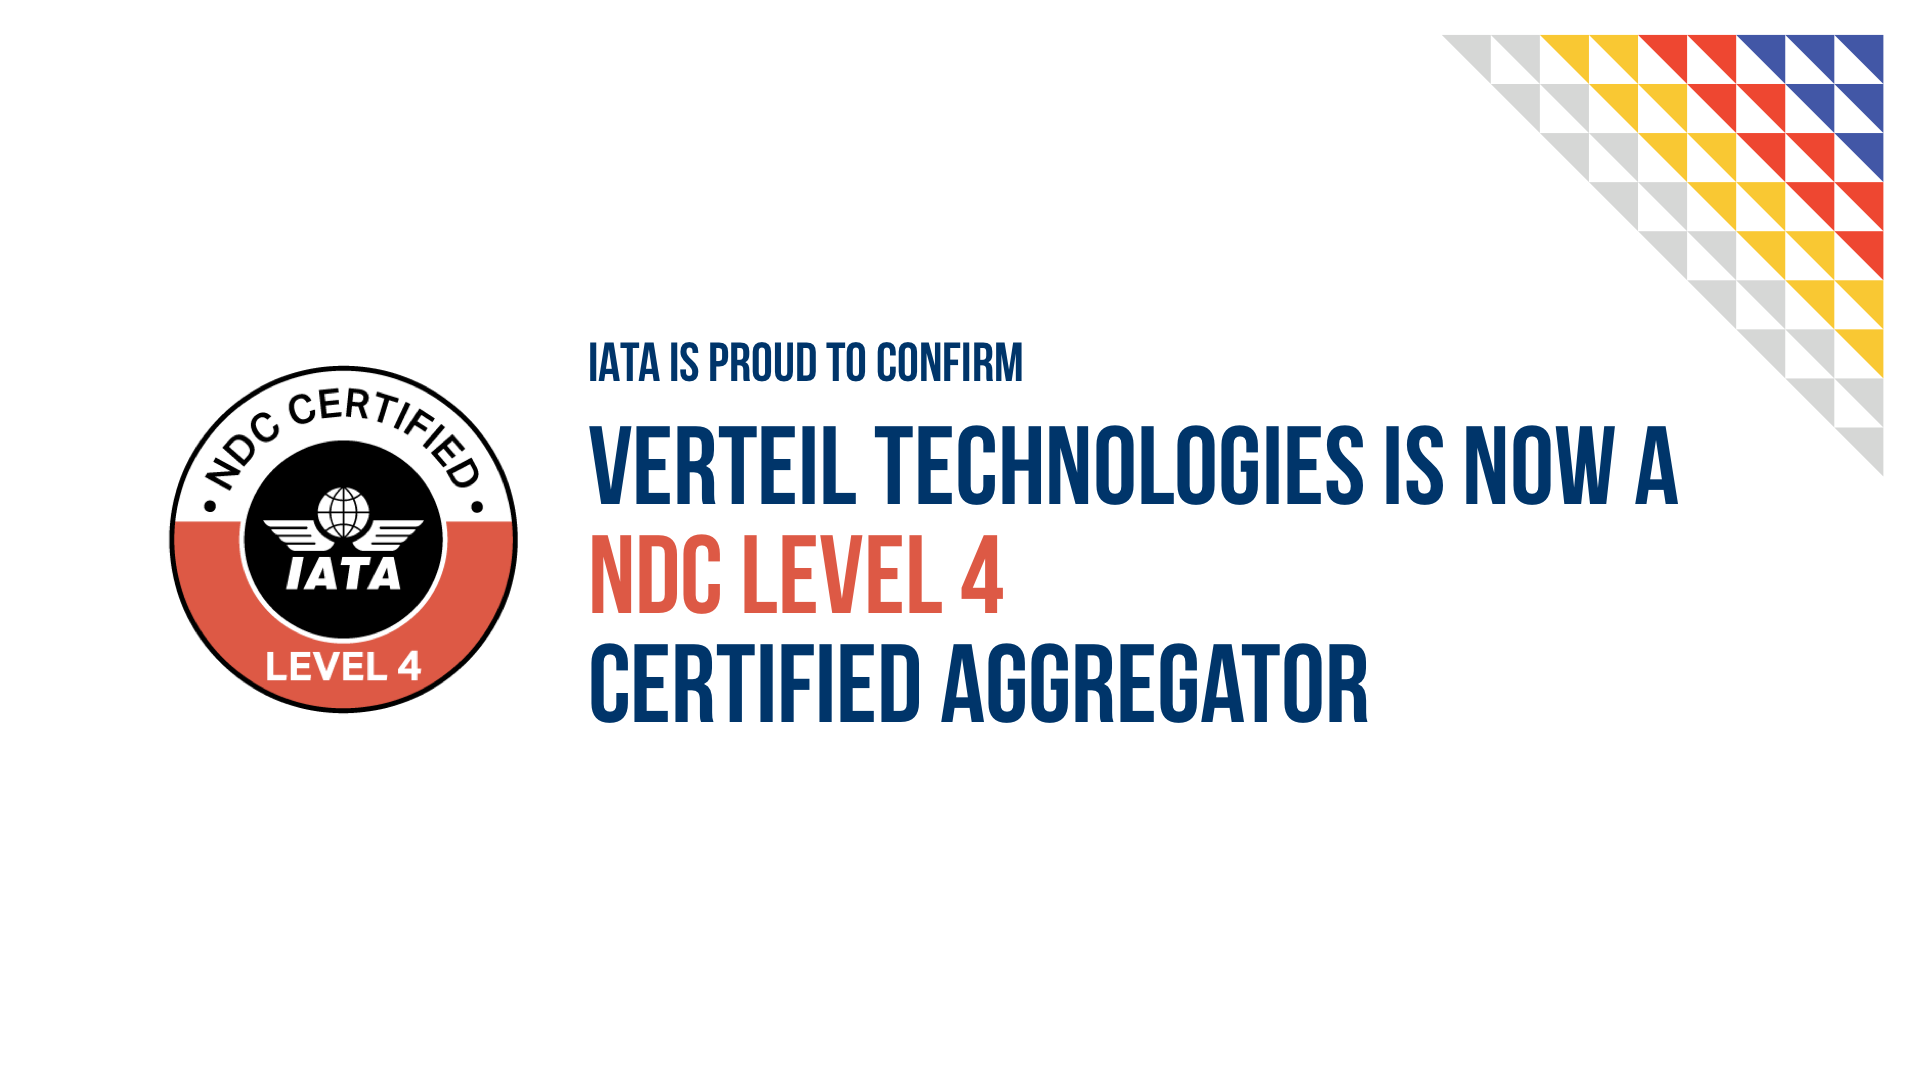 NDC CERTIFIED
IATA
LEVEL 4
IATA IS PROUD TO CONFIRM
VERTEIL TECHNOLOGIES IS NOW A
NDC LEVEL 4
CERTIFIED AGGREGATOR